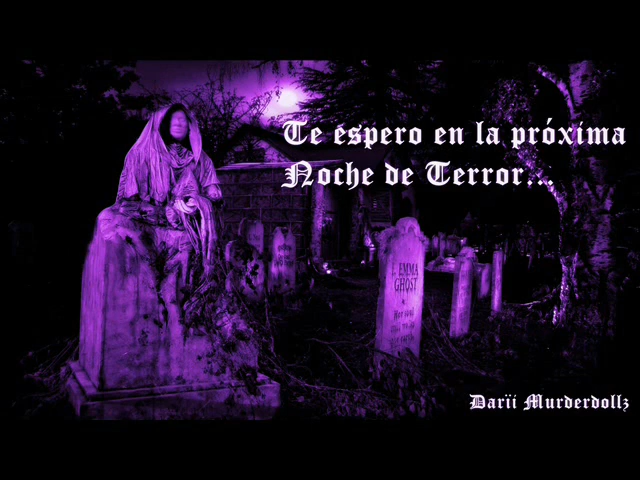 Te espero en la próxima
Noche de Terror...
I. EMMA
GHOST
Darïi Murderdollz